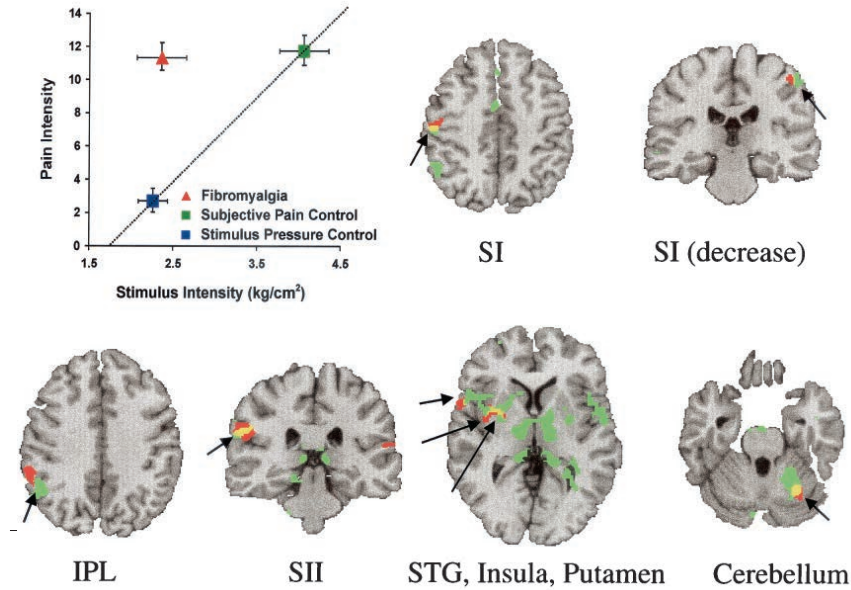 14
12
10
8
6
4
2
0
Pain Intensity
Fibromyalgia
Subjective Pain Control
Stimulus Pressure Control
1.5 2.5 3.5 4.5
Stimulus Intensity (kg/cm²)
SI
SI (decrease)
IPL
SII
STG, Insula, Putamen
Cerebellum